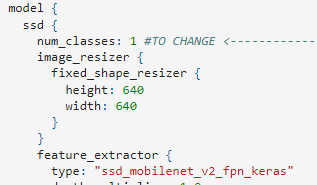 model {
  ssd {
    num_classes: 1 #TO CHANGE <------------
    image_resizer {
      fixed_shape_resizer {
        height: 640
        width: 640
      }
    }
    feature_extractor {
      type: "ssd_mobilenet_v2_fpn_keras"